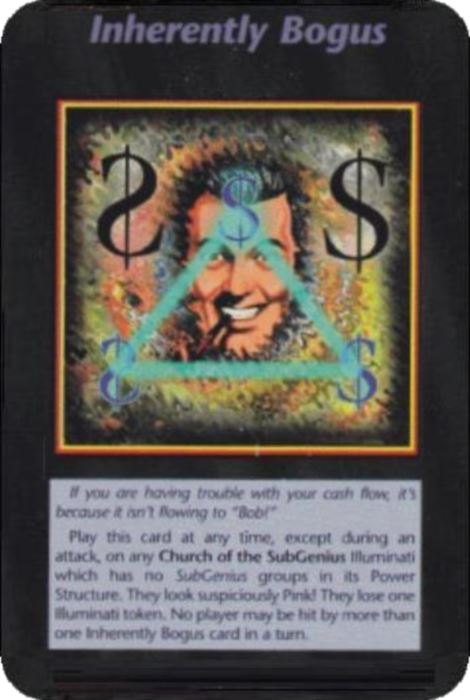 Inherently Bogus
$ $ $
$ $
If you are having trouble with your cash flow, it's
because it isn't flowing to "Bob!"
Play this card at any time, except during an
attack, on any Church of the SubGenius Illuminati
which has no SubGenius groups in its Power
Structure. They look suspiciously Pink! They lose one
Illuminati token. No player may be hit by more than
one Inherently Bogus card in a turn.